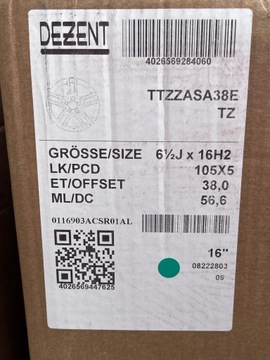 DEZENT
4026569284060
TTZZASA38E
TZ
GRÖSSE/SIZE 6½J x 16H2
LK/PCD 105X5
ET/OFFSET 38,0
ML/DC 56,6
0116903ACSR01AL
16"
08222803
09
4026569447625